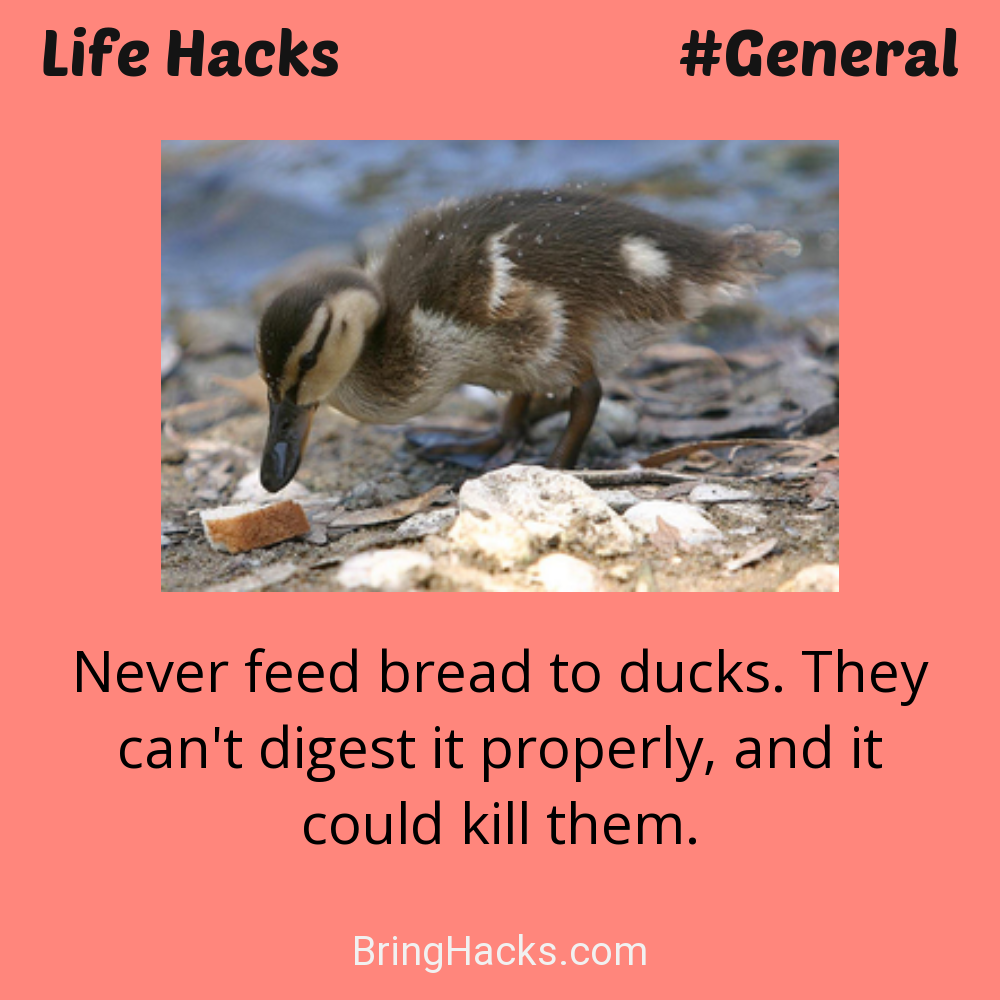 Life Hacks #General
Never feed bread to ducks. They
can't digest it properly, and it
could kill them.
BringHacks.com